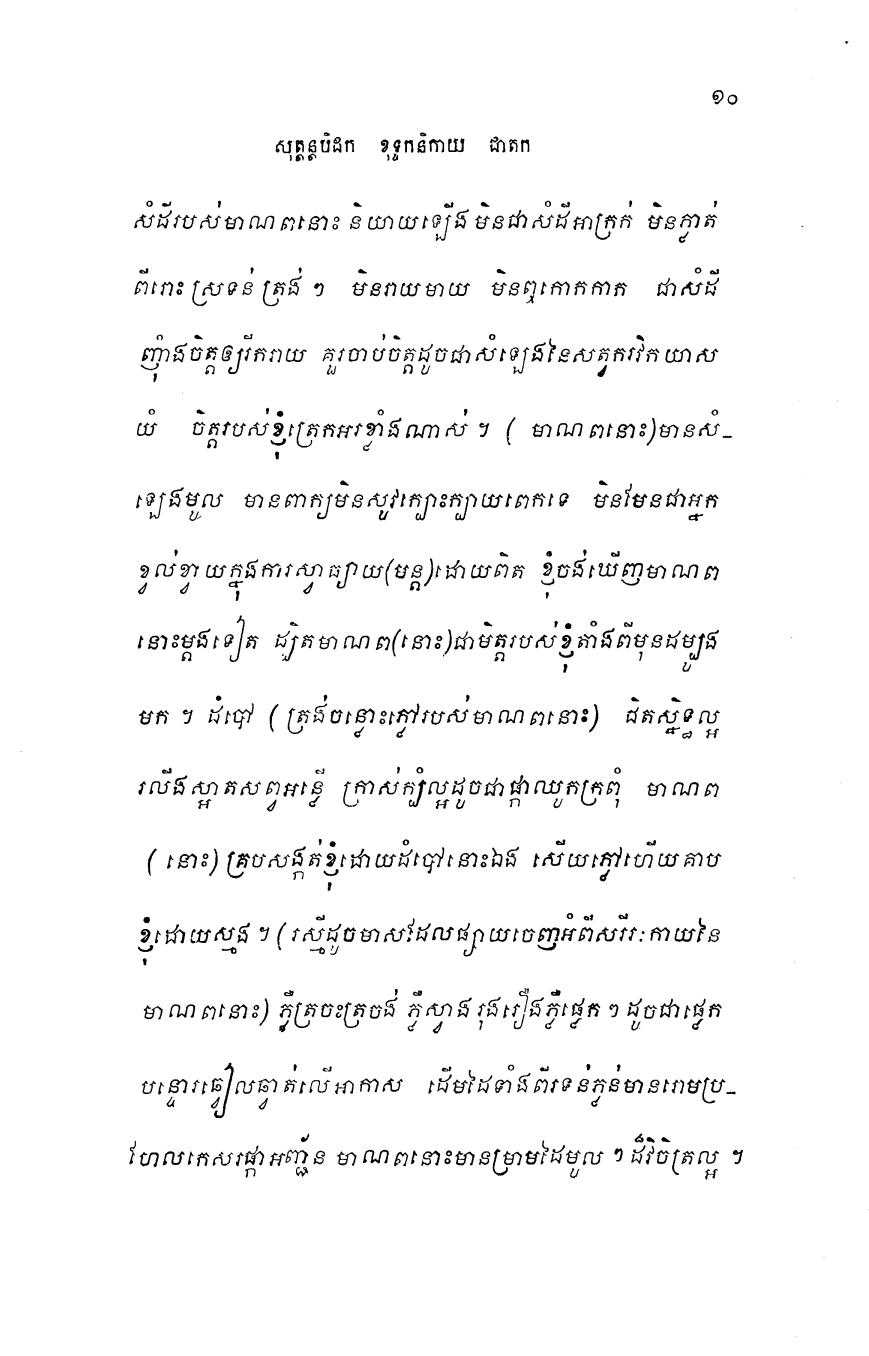 ១០
សុត្តន្តបិដក ខុទ្ទកនិកាយ ជាតក
សំដីរបស់មាណពនោះ និយាយឡើង មិនជាសំដីអាក្រក់ មិនភ្លាត់
ពីរោះ ស្រទន់ ត្រង់ ៗ មិនរាយមាយ មិនឮកោកកាក ជាសំដី
ញុំាងចិត្តឲ្យរីករាយ គួរចាប់ចិត្តដូចជាសំឡេងនៃសត្វករវិកយាស
យំ ចិត្តរបស់ខ្ញុំត្រេកអរខ្លាំងណាស់ ។ ( មាណពនោះ)មានសំ-
ឡេងមូល មានពាក្យមិនសូវក្បោះក្បាយពេកទេ មិនមែនជាអ្នក
ខ្វល់ខ្វាយក្នុងការស្វាធ្យាយ(មន្ត)ដោយពិត ខ្ញុំចង់ឃើញមាណព
នោះម្តងទៀត ដ្បិតមាណព(នោះ)ជាមិត្តរបស់ខ្ញុំតាំងពីមុនដម្បូង
មក ។ ដំបៅ ( ត្រង់ចន្លោះភ្លៅរបស់មាណពនោះ) ជិតស្និទ្ធល្អ
រលីងស្អាតសព្វអន្លើ ក្រាស់ក្បុំល្អដូចជាផ្កាឈូកក្រពុំ មាណព
( នោះ) គ្របសង្កត់ខ្ញុំដោយដំបៅនោះឯង សើយភ្លៅហើយគាប
ខ្ញុំដោយស្មង ។ ( រស្មីដូចមាសដែលផ្សាយចេញអំពីសរីរៈកាយនៃ
មាណពនោះ) ភ្លឺត្រចះត្រចង់ ភ្លឺស្វាង រុងរឿងភ្លឺផ្លេក ៗ ដូចជាផ្លេក
បន្ទោរឆ្វៀលឆ្វាត់លើអាកាស ដើមដៃទាំងពីរទន់ភ្លន់មានរោមប្រ-
ហែលកេសរផ្កាអញ្ជ័ន មាណពនោះមានម្រាមដៃមូល ៗ ដ៏វិចិត្រល្អ ។